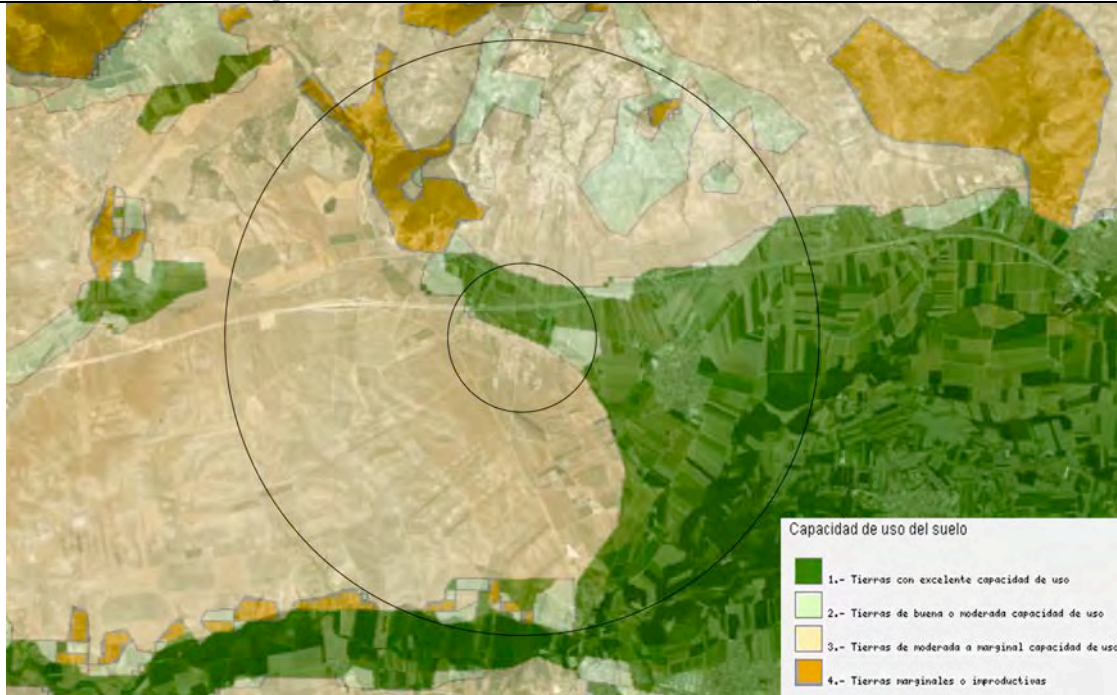 Capacidad de uso del suelo
1.- Tierras con excelente capacidad de uso
2.- Tierras de buena o moderada capacidad de uso
3.- Tierras de moderada a marginal capacidad de uso
4.- Tierras marginales o improductivas